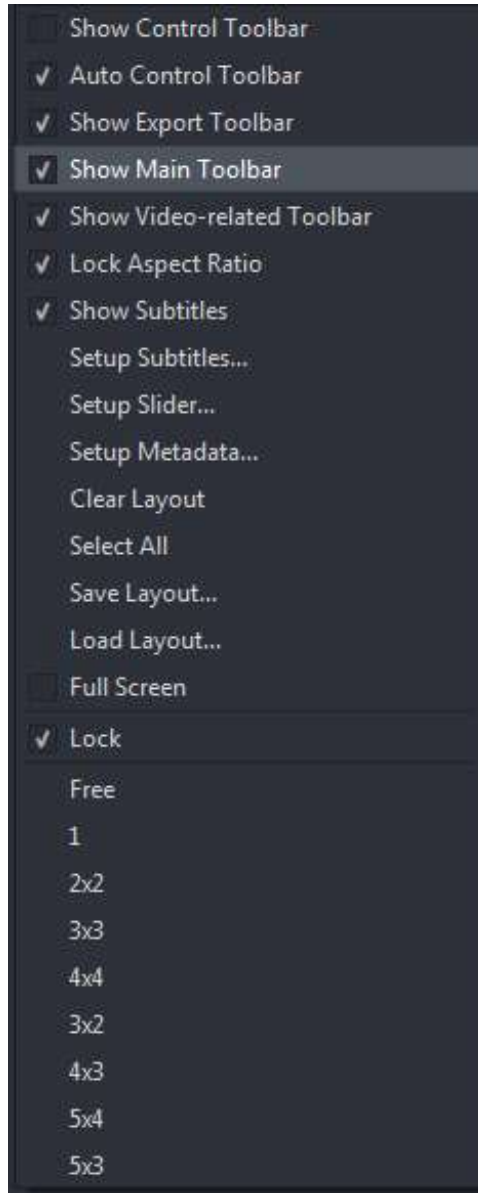 Show Control Toolbar
Auto Control Toolbar
Show Export Toolbar
Show Main Toolbar
Show Video-related Toolbar
Lock Aspect Ratio
Show Subtitles
Setup Subtitles...
Setup Slider...
Setup Metadata...
Clear Layout
Select All
Save Layout...
Load Layout...
Full Screen
Lock
Free
1
2x2
3x3
4x4
3x2
4x3
5x4
5x3